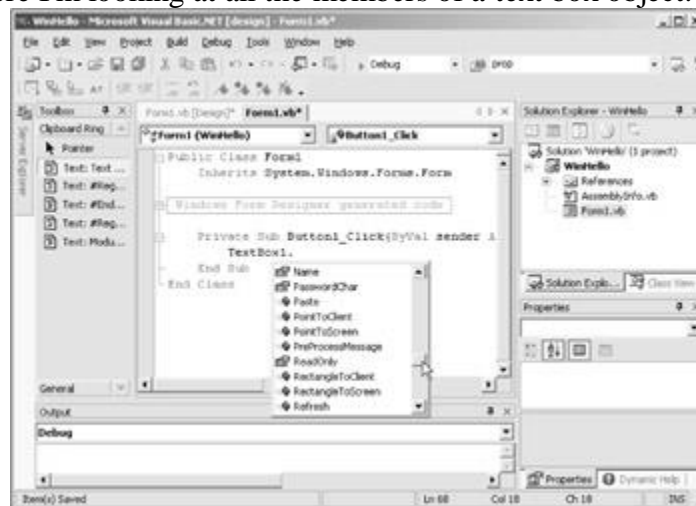 re I'm looking at all the members of a text box object.
WinHello - Microsoft Visual Basic.NET [design] - Form1.vb*
File Edit View Project Build Debug Tools Window Help
Debug
Toolbox
Form1.vb [Design]* Form1.vb*
Solution Explorer - WinHello
Clipboard Ring
Form1 (WinHello) Button1_Click
Pointer
Text: Text ...
Text: #Reg...
Text: #End...
Text: #Reg...
Text: Modu...
General
Server Explorer
Public Class Form1
Inherits System.Windows.Forms.Form
Windows Form Designer generated code
Private Sub Button1_Click(ByVal sender A
TextBox1.
End Sub
End Class
Name
PasswordChar
Paste
PointToClient
PointToScreen
PreProcessMessage
ReadOnly
RectangleToClient
RectangleToScreen
Refresh
Solution 'WinHello' (1 project)
WinHello
References
AssemblyInfo.vb
Form1.vb
Solution Explo... Class View
Properties
Output
Debug
Properties Dynamic Help
Item(s) Saved Ln 68 Col 18 Ch 18 INS